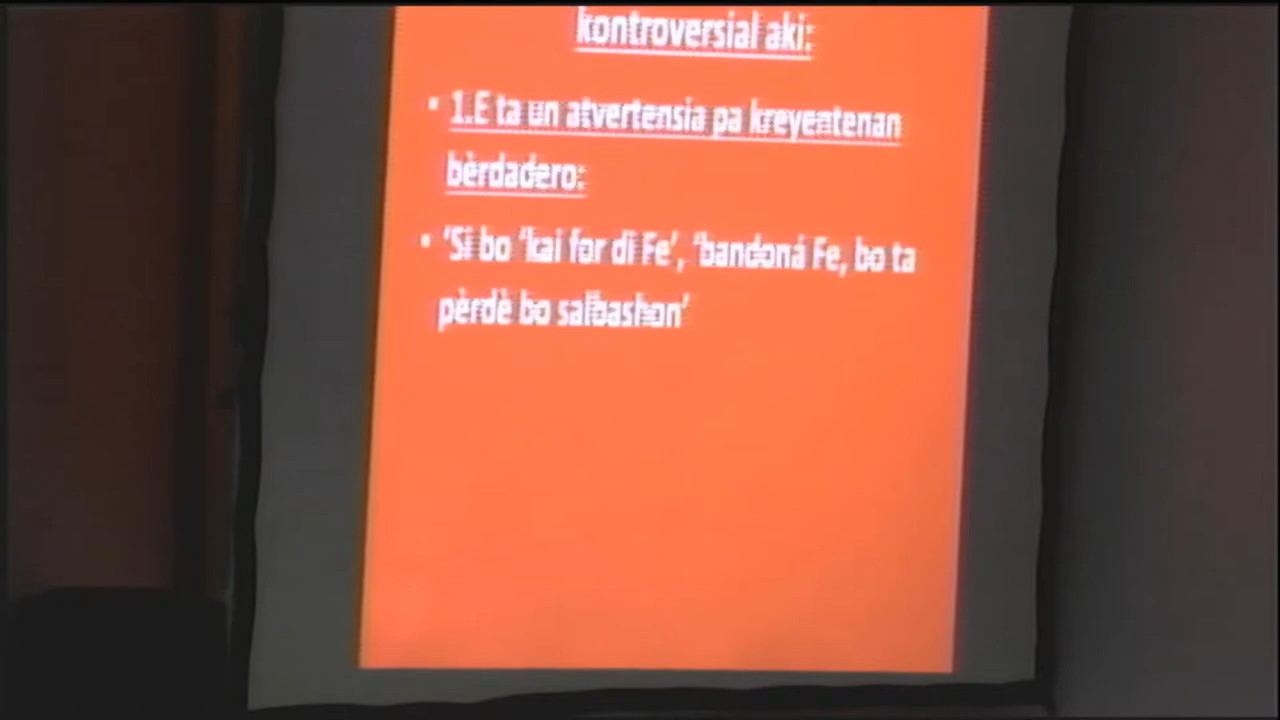 kontroversial aki:
▪ 1.E ta un atvertensia pa kreyentenan
bèrdadero:
▪ 'Si bo 'kai for di Fe', 'bandoná Fe, bo ta
pèrdè bo salbashon'